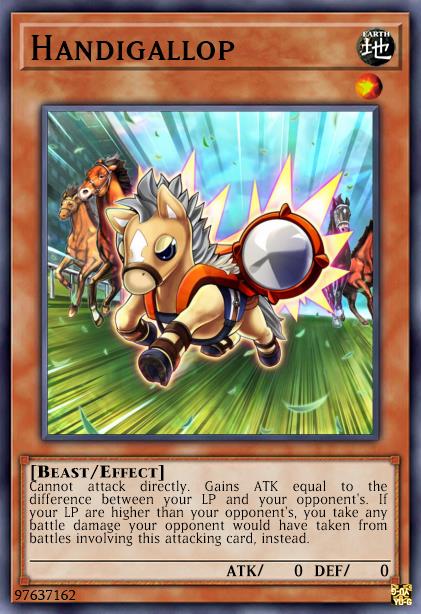 HANDIGALLOP
EARTH
地
[BEAST/EFFECT]
Cannot attack directly. Gains ATK equal to the
difference between your LP and your opponent's. If
your LP are higher than your opponent's, you take any
battle damage your opponent would have taken from
battles involving this attacking card, instead.
ATK/ 0 DEF/ 0
97637162